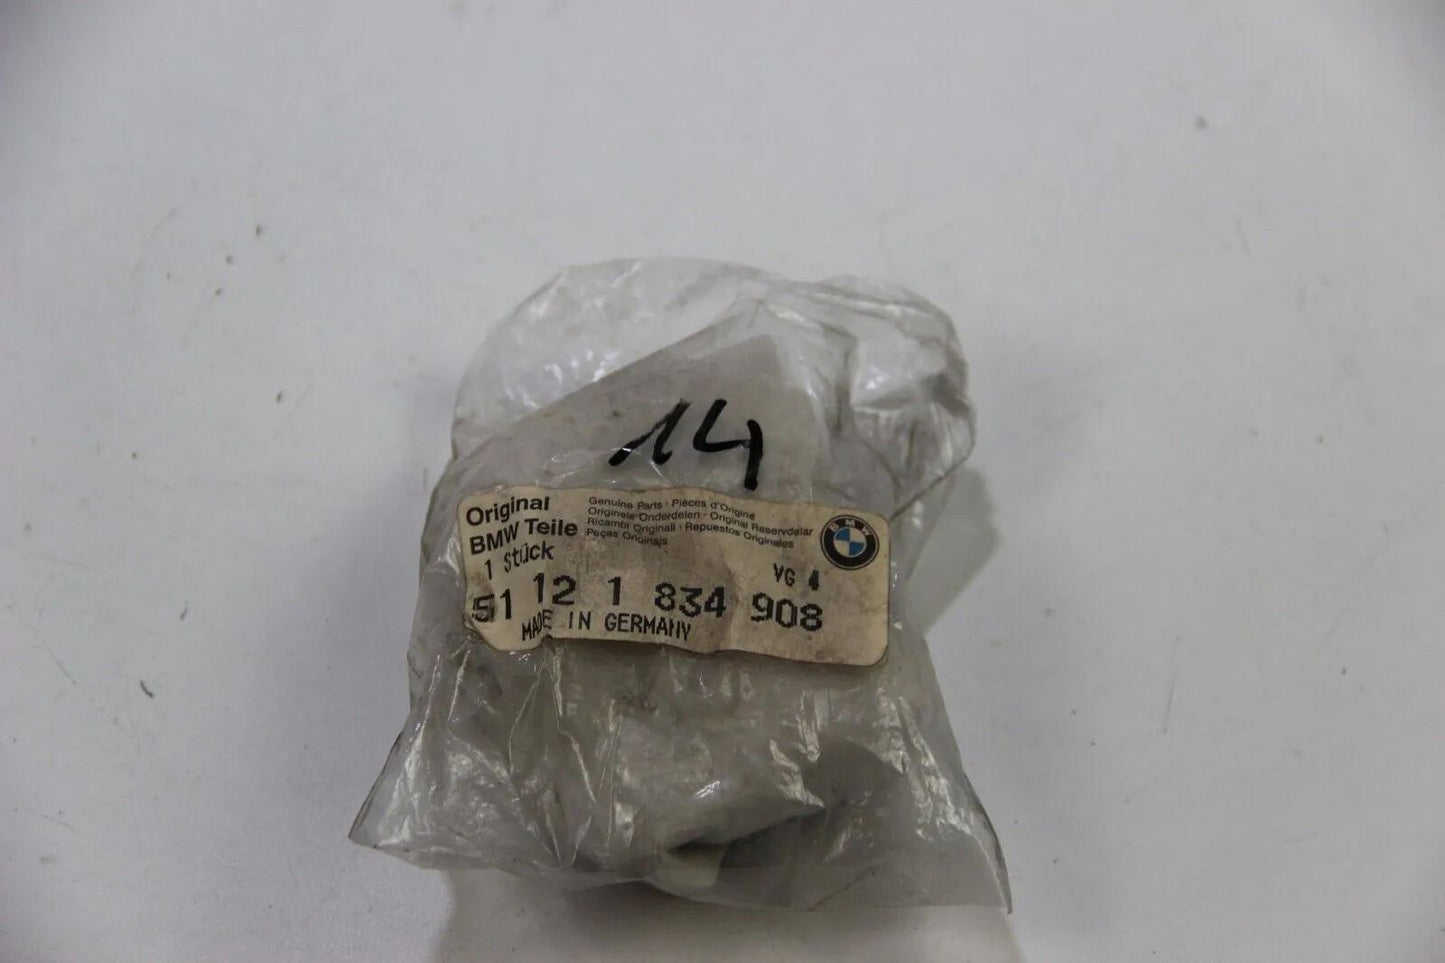 14
Original
BMW Teile
1 Stück
Genuine Parts · Pièces d'Origine
Originele Onderdelen · Original Reservdelar
Ricambi Originali · Repuestos Originales
Peças Originais
BMW
VG 4
51 12 1 834 908
MADE IN GERMANY